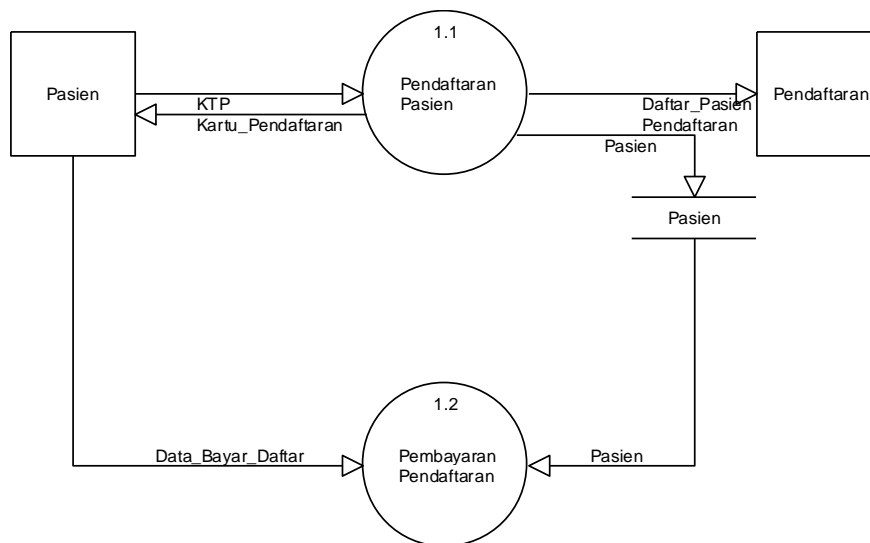 1.1
Pasien
Pendaftaran
Pasien
Pendaftaran
KTP
Kartu_Pendaftaran
Daftar_Pasien
Pendaftaran
Pasien
Pasien
1.2
Data_Bayar_Daftar
Pembayaran
Pendaftaran
Pasien